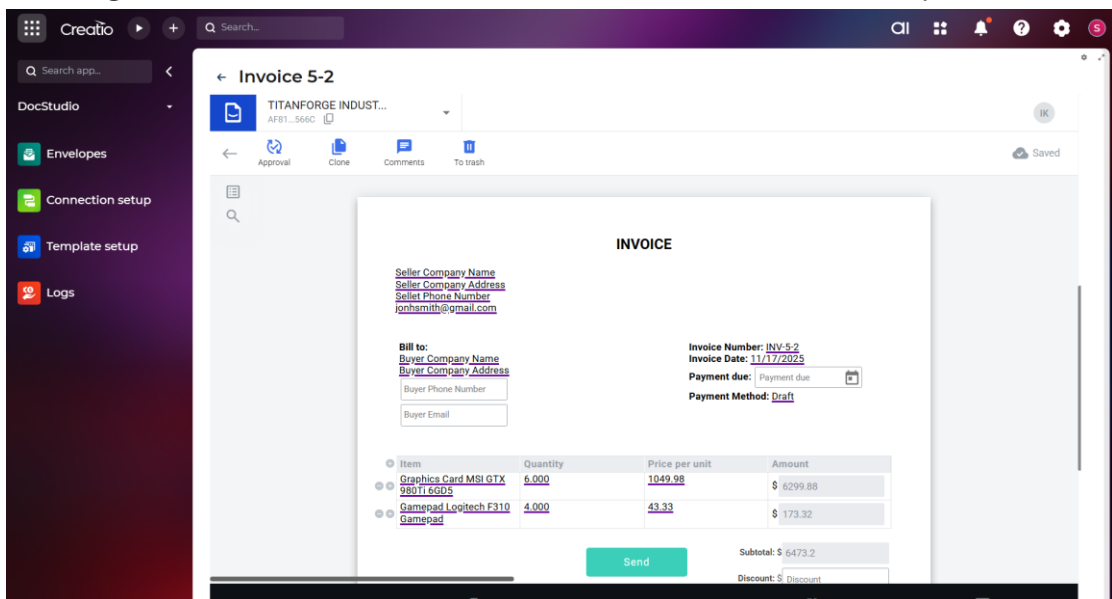 Creatio
Search...
S
Search app...
DocStudio
Envelopes
Connection setup
Template setup
Logs
Invoice 5-2
TITANFORGE INDUST...
AF81...566C
IK
Approval
Clone
Comments
To trash
Saved
INVOICE
Seller Company Name
Seller Company Address
Sellet Phone Number
jonhsmith@gmail.com
Bill to:
Buyer Company Name
Buyer Company Address
Buyer Phone Number
Buyer Email
Invoice Number: INV-5-2
Invoice Date: 11/17/2025
Payment due: Payment due
Payment Method: Draft
Item Quantity Price per unit Amount
Graphics Card MSI GTX 6.000 1049.98 $ 6299.88
980Ti 6GD5
Gamepad Logitech F310 4.000 43.33 $ 173.32
Gamepad
Send
Subtotal: $ 6473.2
Discount: $ Discount